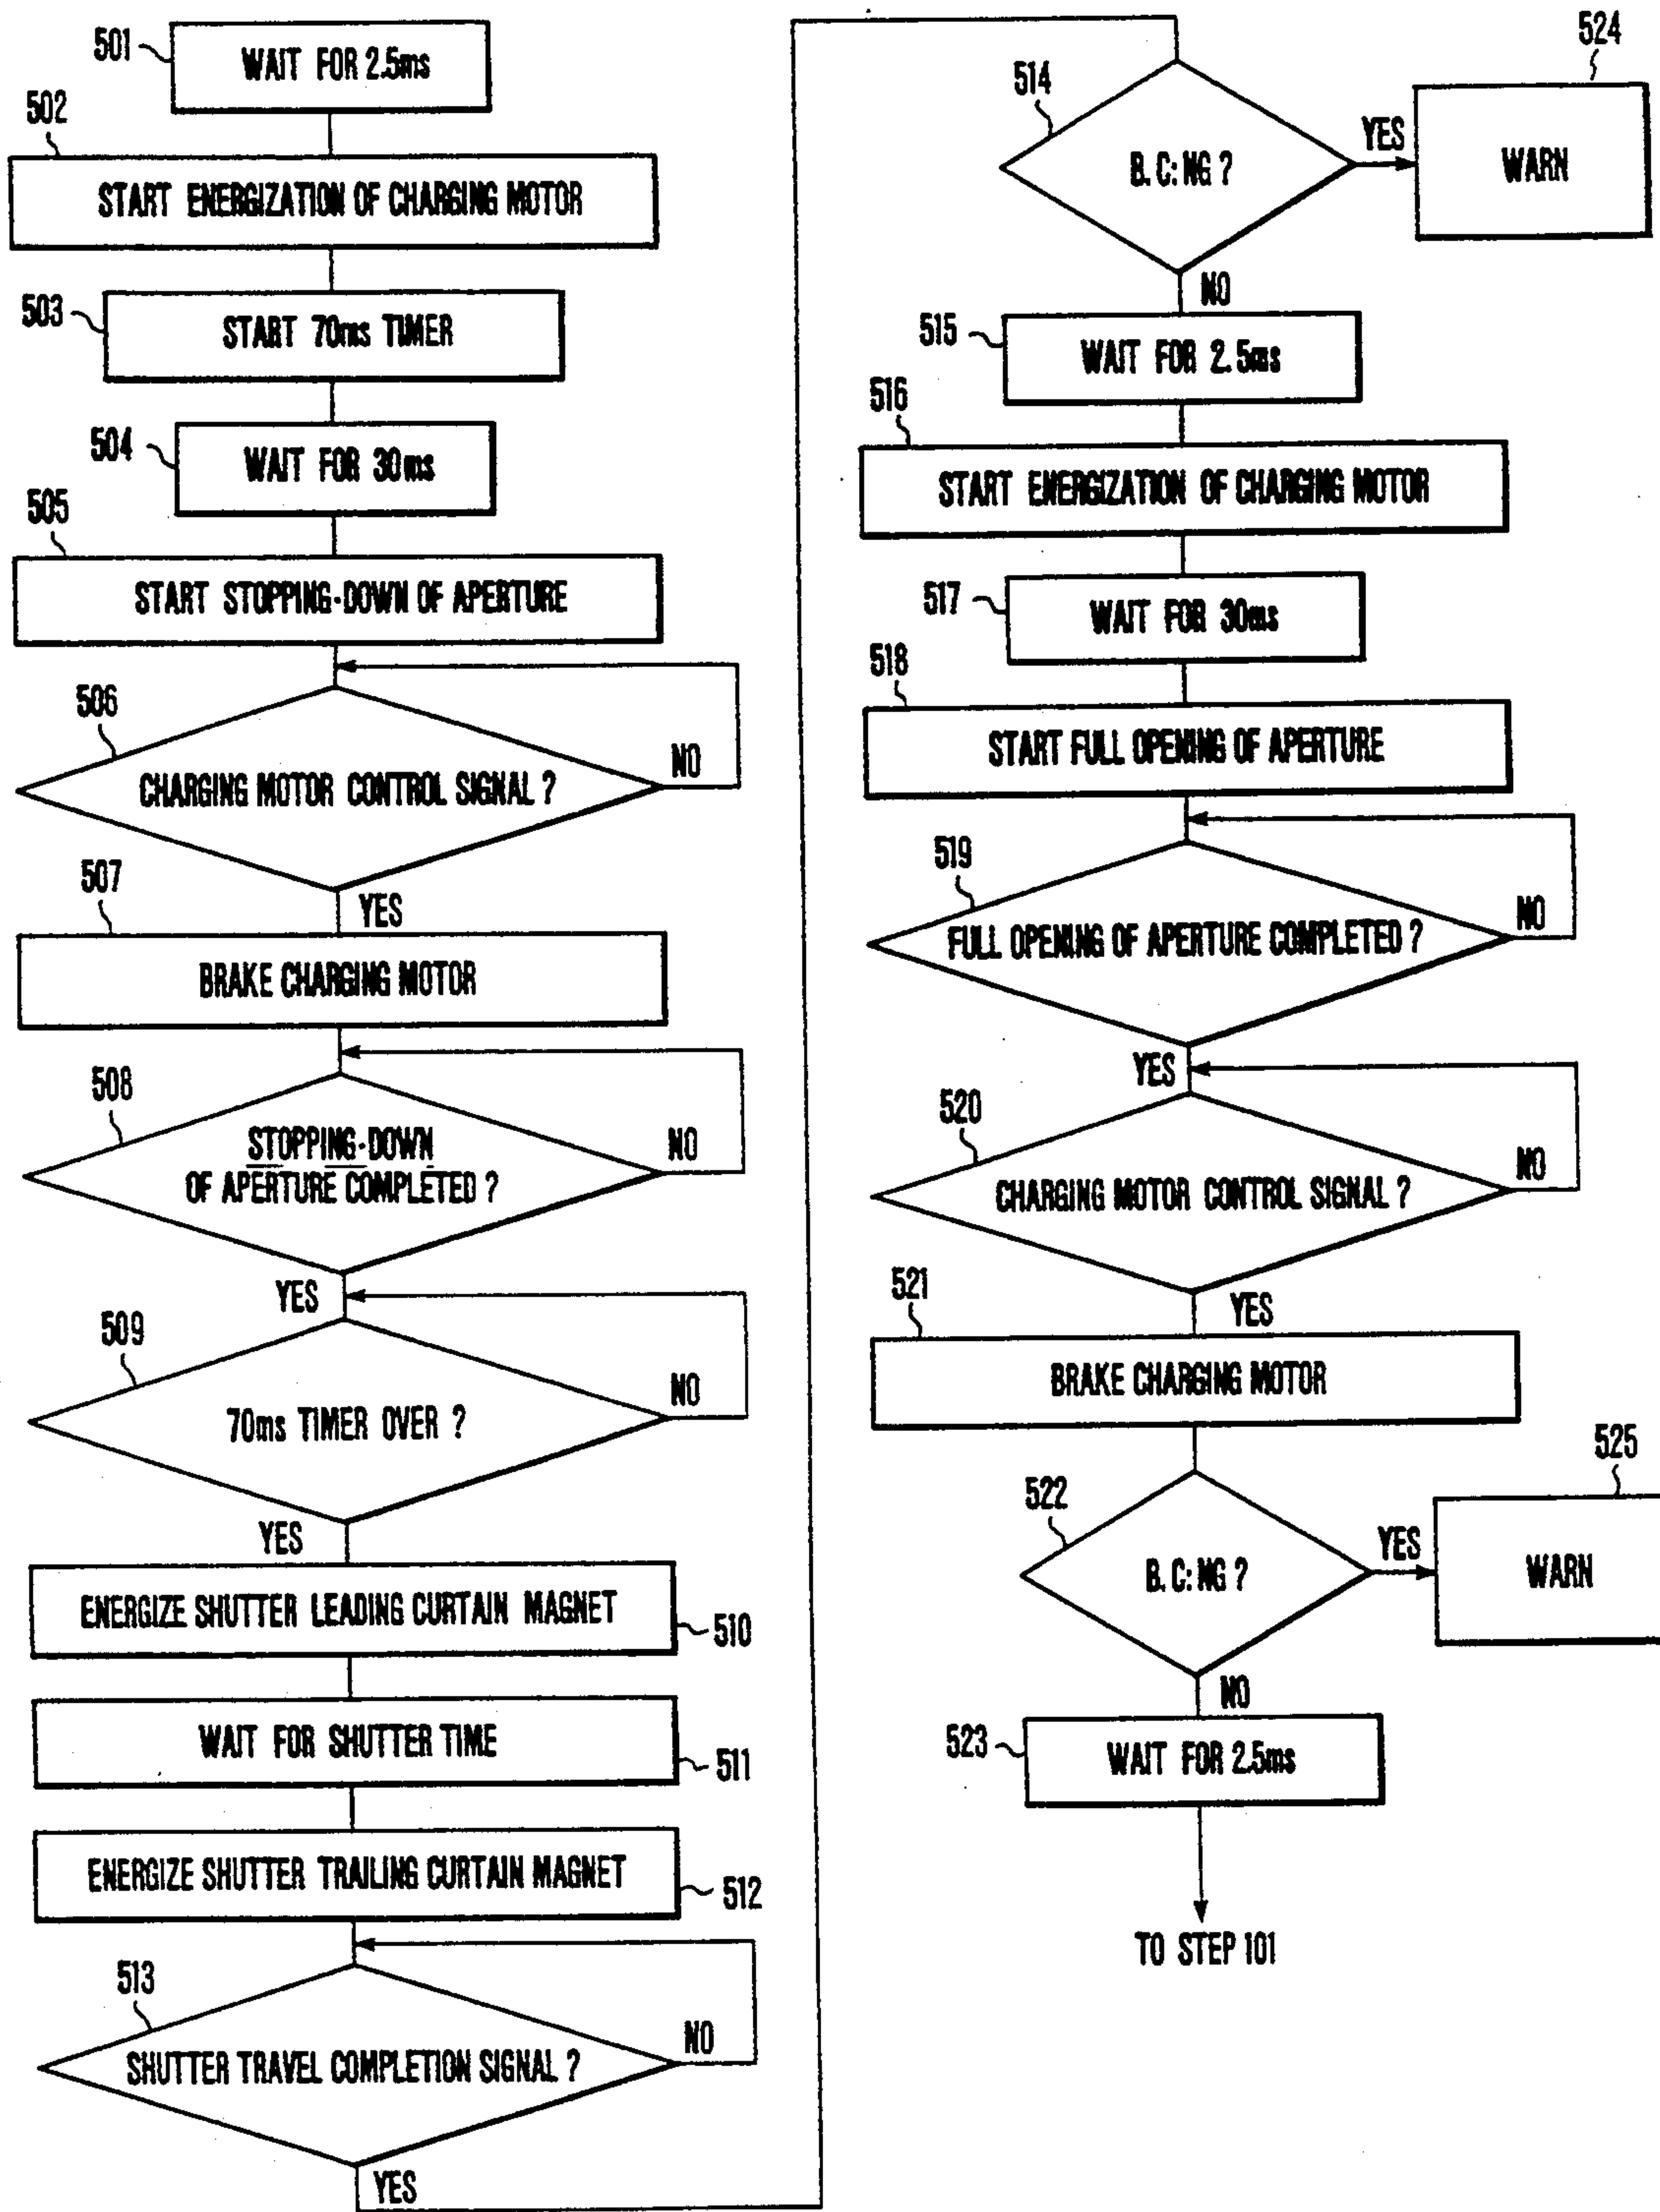 501
WAIT FOR 2.5ms
502
START ENERGIZATION OF CHARGING MOTOR
503
START 70ms TIMER
504
WAIT FOR 30ms
505
START STOPPING-DOWN OF APERTURE
506
CHARGING MOTOR CONTROL SIGNAL ?
NO
YES
507
BRAKE CHARGING MOTOR
508
STOPPING-DOWN
OF APERTURE COMPLETED ?
NO
YES
509
70ms TIMER OVER ?
NO
YES
ENERGIZE SHUTTER LEADING CURTAIN MAGNET
510
WAIT FOR SHUTTER TIME
511
ENERGIZE SHUTTER TRAILING CURTAIN MAGNET
512
513
SHUTTER TRAVEL COMPLETION SIGNAL ?
NO
YES
514
B. C: NG ?
YES
524
WARN
NO
515
WAIT FOR 2.5ms
516
START ENERGIZATION OF CHARGING MOTOR
517
WAIT FOR 30ms
518
START FULL OPENING OF APERTURE
519
FULL OPENING OF APERTURE COMPLETED ?
NO
YES
520
CHARGING MOTOR CONTROL SIGNAL ?
NO
YES
521
BRAKE CHARGING MOTOR
522
B. C: NG ?
YES
525
WARN
NO
523
WAIT FOR 2.5ms
TO STEP 101